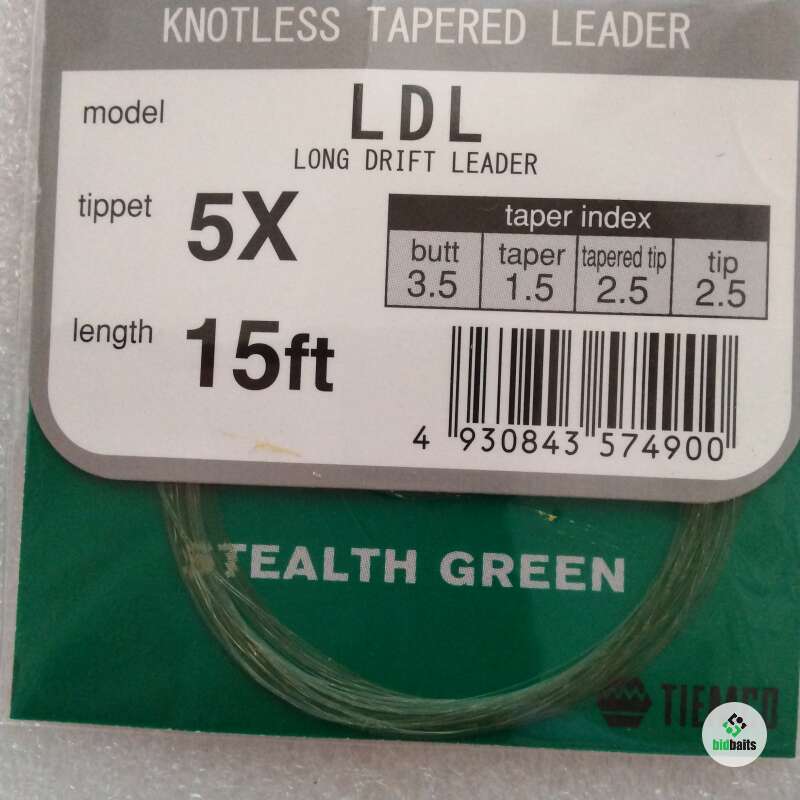 KNOTLESS TAPERED LEADER
model LDL
LONG DRIFT LEADER
tippet 5X
length 15ft
taper index
butt taper tapered tip tip
3.5 1.5 2.5 2.5
4 930843 574900
STEALTH GREEN
TIEMCO
bidbaits